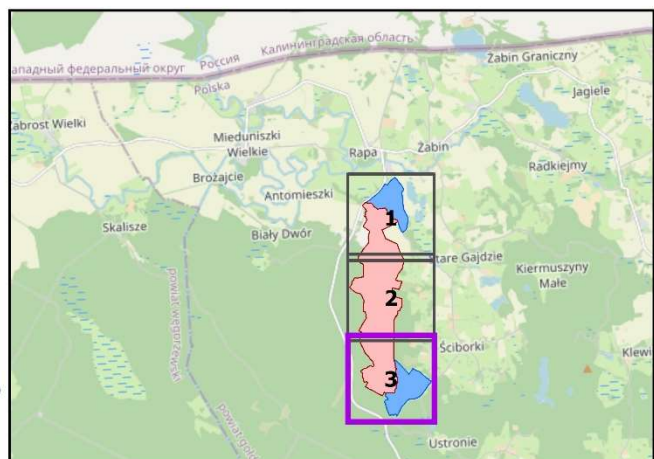 Калининградская область
Россия
западный федеральный округ
Polska
Żabin Graniczny
Jagiele
Zabrost Wielki
Mieduniszki
Wielkie
Rapa
Żabin
Radkiejmy
Brożajcie
Antomieszki
1
Skalisze
Biały Dwór
Stare Gajdzie
Kiermuszyny
Małe
powiat węgorzewski
2
Ściborki
Klewi
3
powiat goł
Ustronie